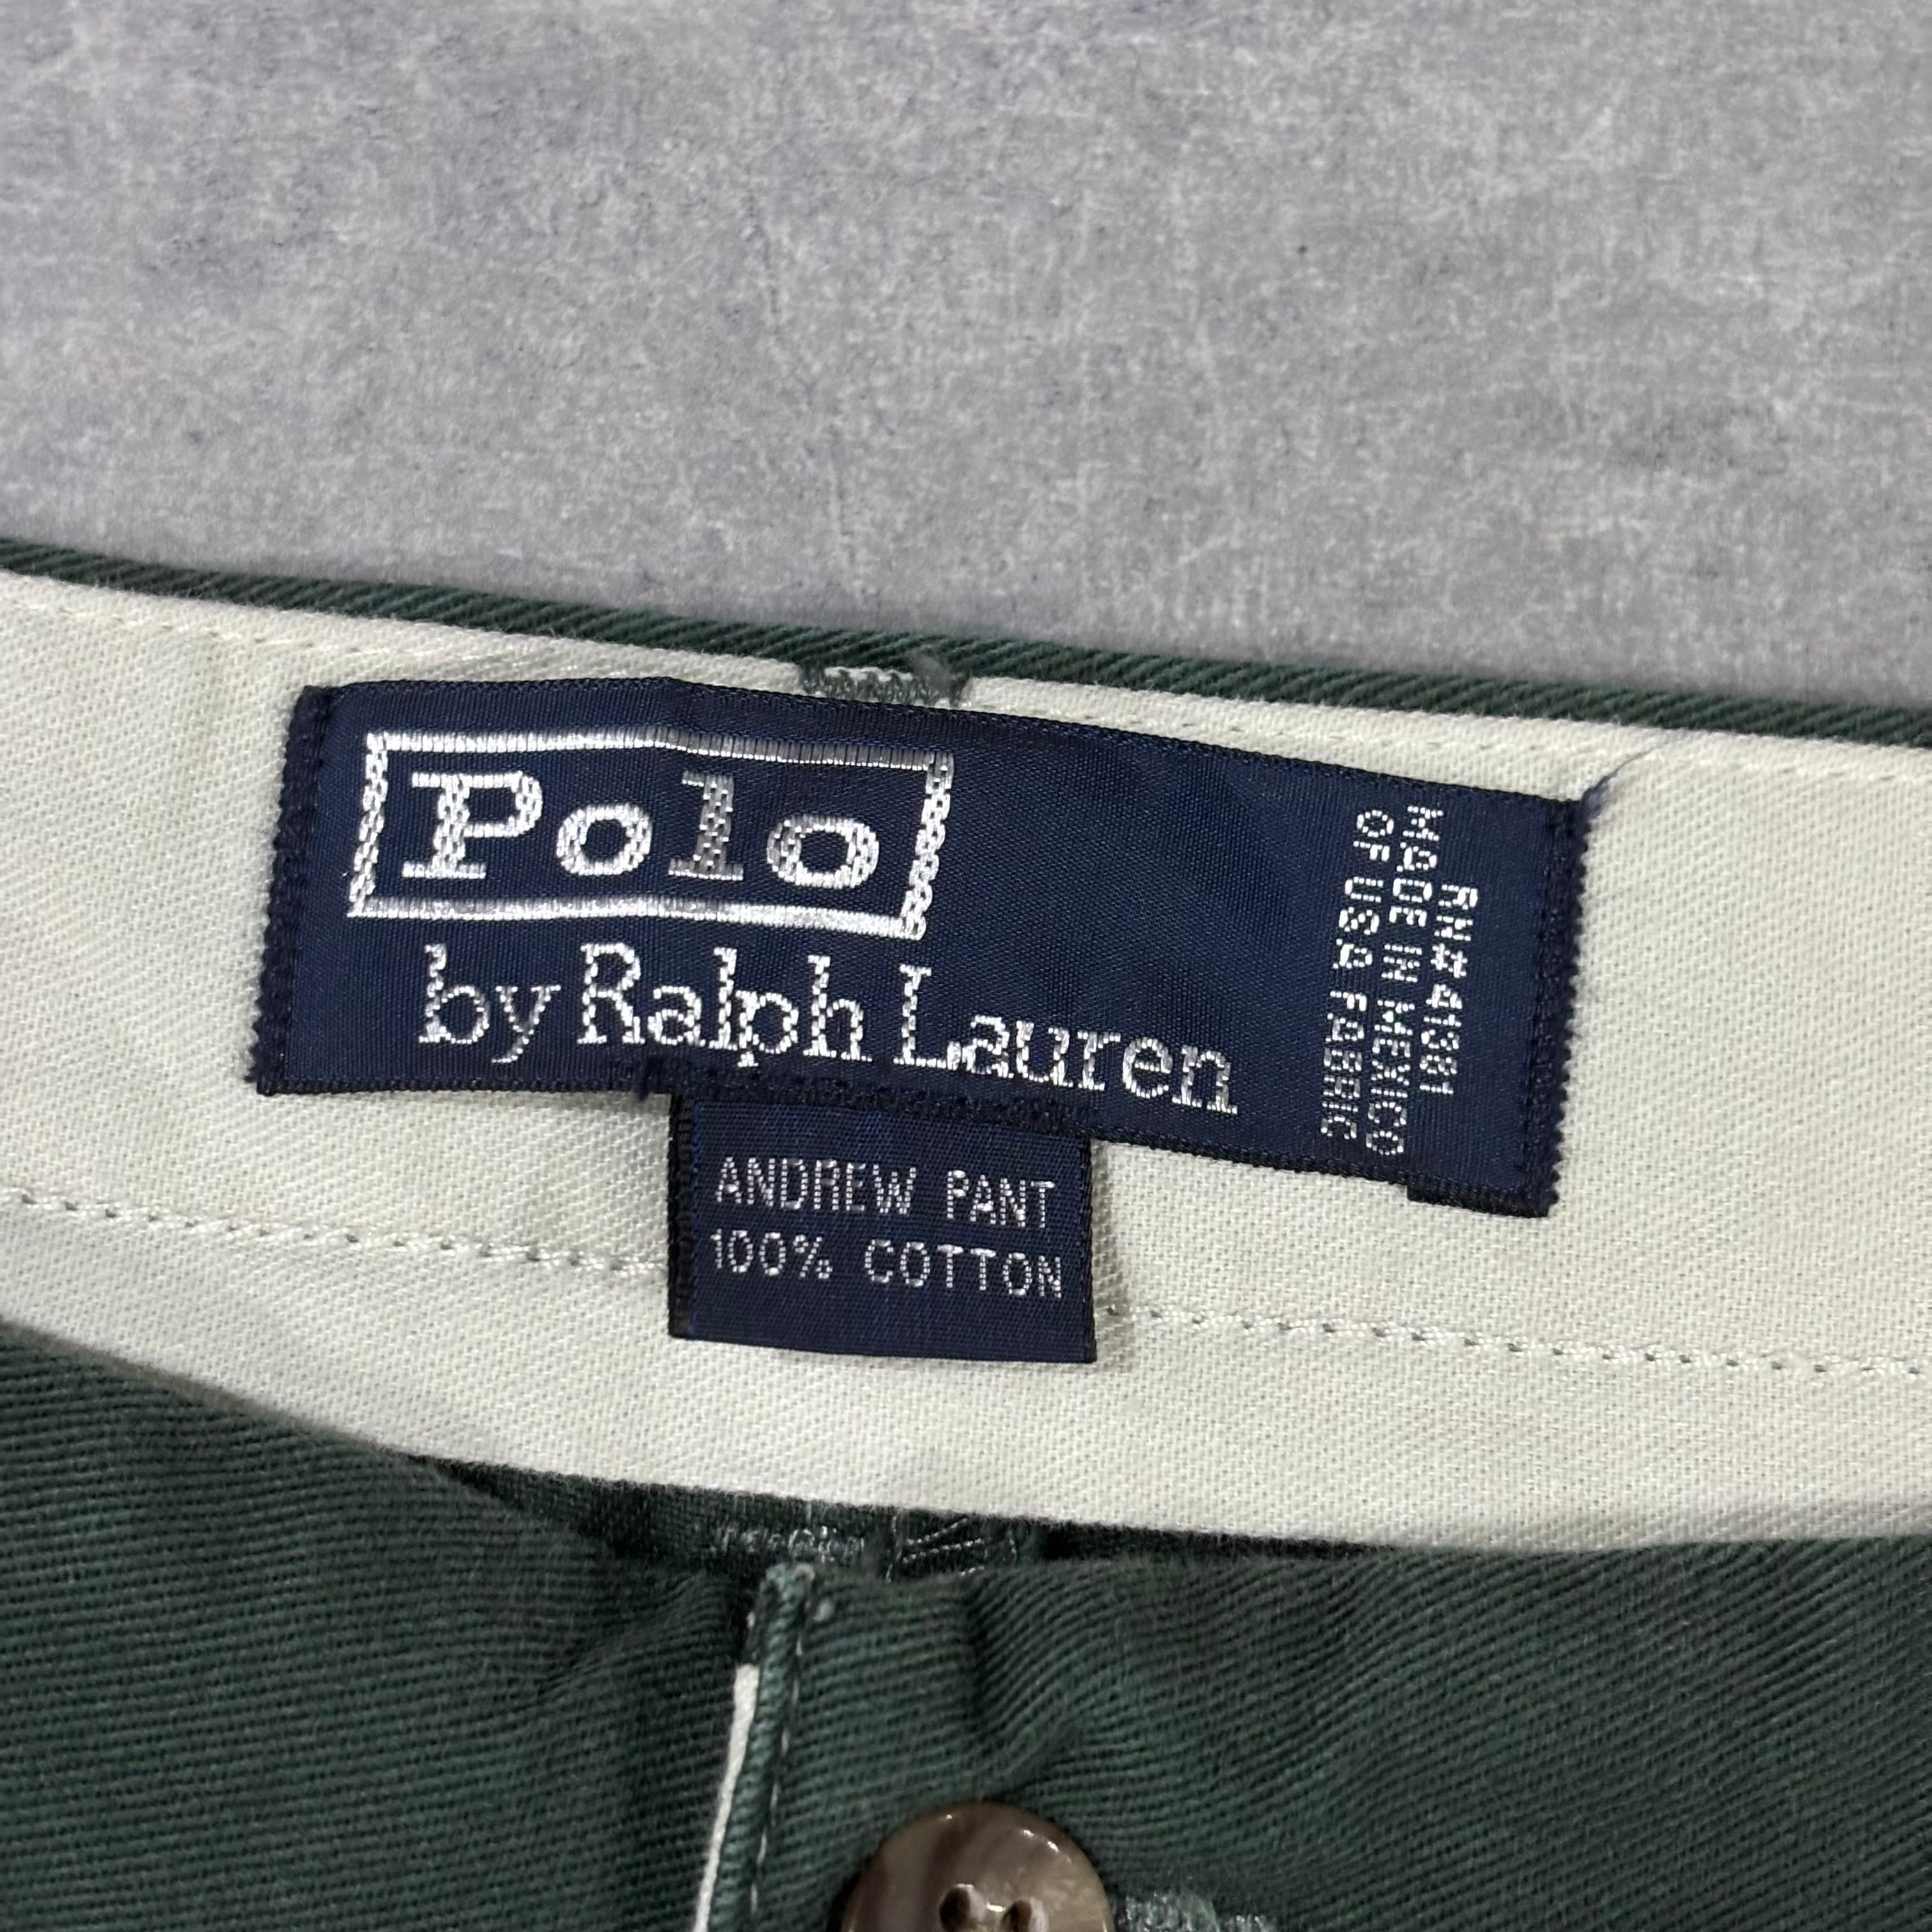 Polo
by Ralph Lauren
RN#41381
MADE IN MEXICO
OF USA FABRIC
ANDREW PANT
100% COTTON